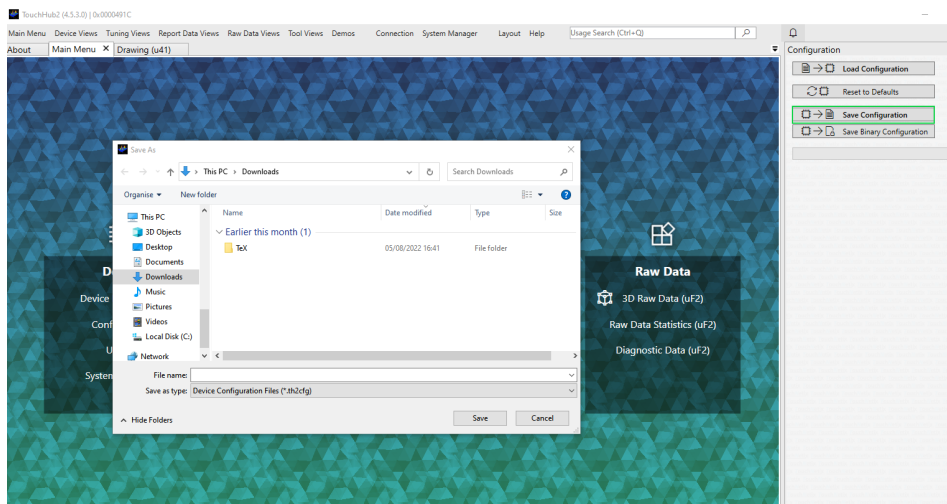 TouchHub2 (4.5.3.0) | 0x0000491C
Main Menu Device Views Tuning Views Report Data Views Raw Data Views Tool Views Demos Connection System Manager Layout Help Usage Search (Ctrl+Q)
About Main Menu Drawing (u41)
Configuration
Load Configuration
Reset to Defaults
Save Configuration
Save Binary Configuration
Save As
This PC > Downloads
Search Downloads
Organise New folder
This PC
3D Objects
Desktop
Documents
Downloads
Music
Pictures
Videos
Local Disk (C:)
Network
Name Date modified Type Size
Earlier this month (1)
TeX 05/08/2022 16:41 File folder
File name:
Save as type: Device Configuration Files (*.th2cfg)
Hide Folders
Save Cancel
D
Device
Conf
U
System
Raw Data
3D Raw Data (uF2)
Raw Data Statistics (uF2)
Diagnostic Data (uF2)